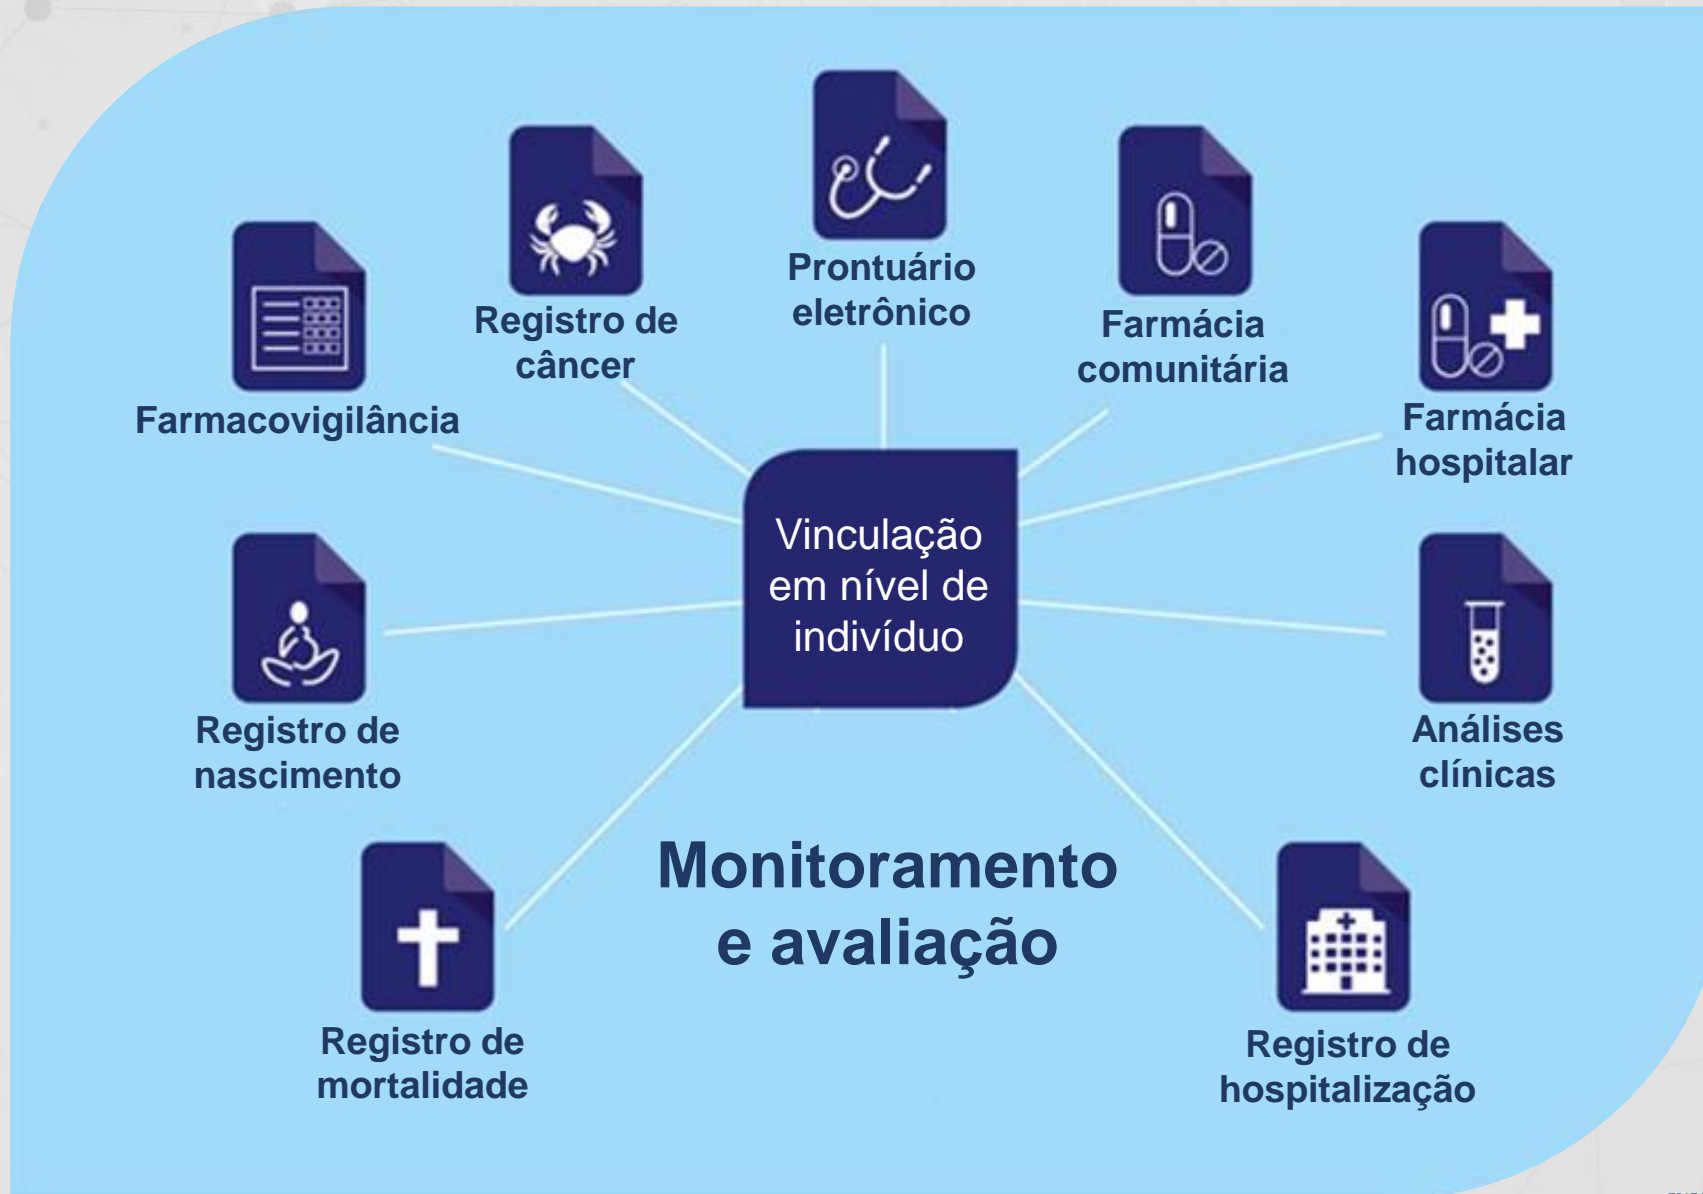 Prontuário
eletrônico
Registro de
câncer
Farmácia
comunitária
Farmacovigilância
Farmácia
hospitalar
Vinculação
em nível de
indivíduo
Registro de
nascimento
Análises
clínicas
Monitoramento
e avaliação
Registro de
mortalidade
Registro de
hospitalização